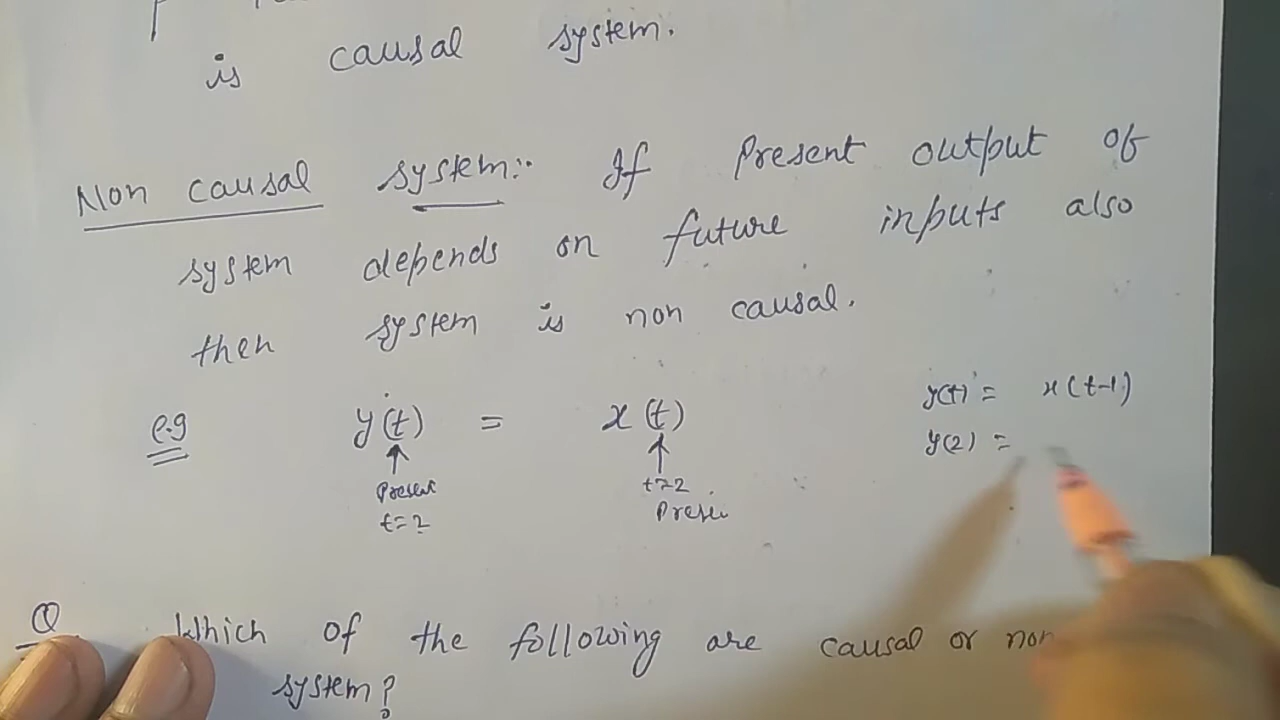 is causal system.
Non causal system:- If Present output of
system depends on future inputs also
then system is non causal.
e.g y(t) = x(t)
Present
t=2
t=2
Prese
y(t) = x(t-1)
y(2) =
Q Which of the following are causal or non
system?